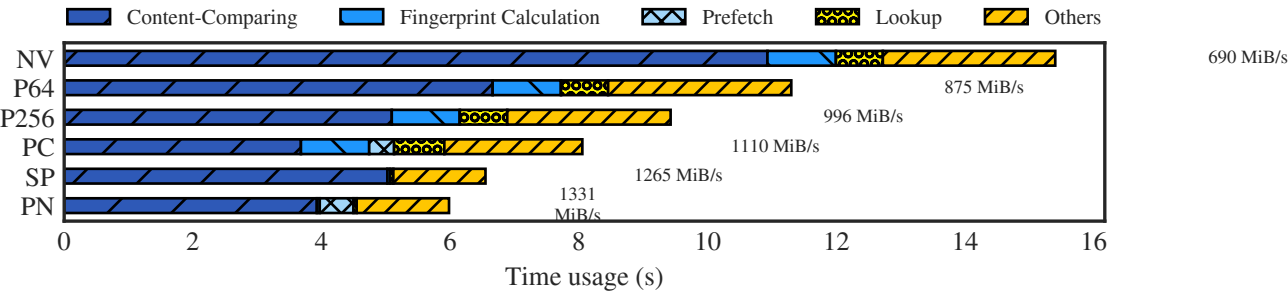 Content-Comparing Fingerprint Calculation Prefetch Lookup Others
NV 690 MiB/s
P64 875 MiB/s
P256 996 MiB/s
PC 1110 MiB/s
SP 1265 MiB/s
PN 1331
MiB/s
0 2 4 6 8 10 12 14 16
Time usage (s)